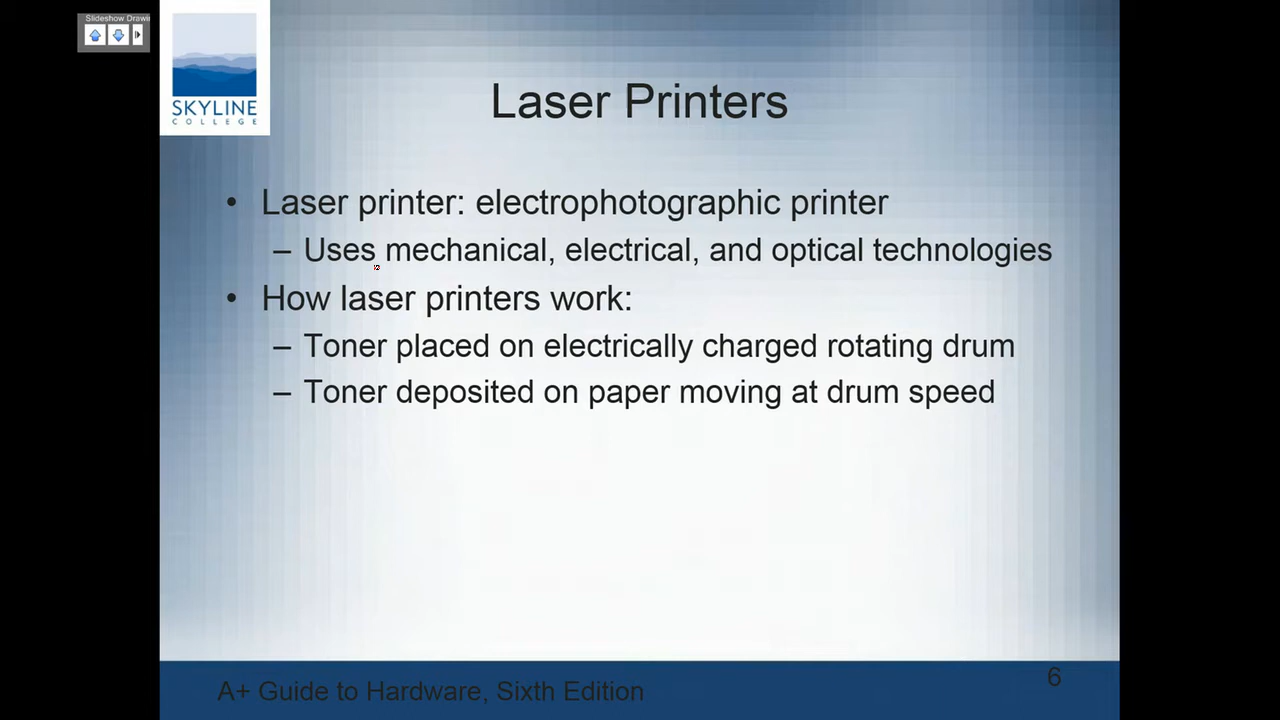 Slideshow Drawi
SKYLINE
COLLEGE
Laser Printers
• Laser printer: electrophotographic printer
– Uses mechanical, electrical, and optical technologies
• How laser printers work:
– Toner placed on electrically charged rotating drum
– Toner deposited on paper moving at drum speed
A+ Guide to Hardware, Sixth Edition
6